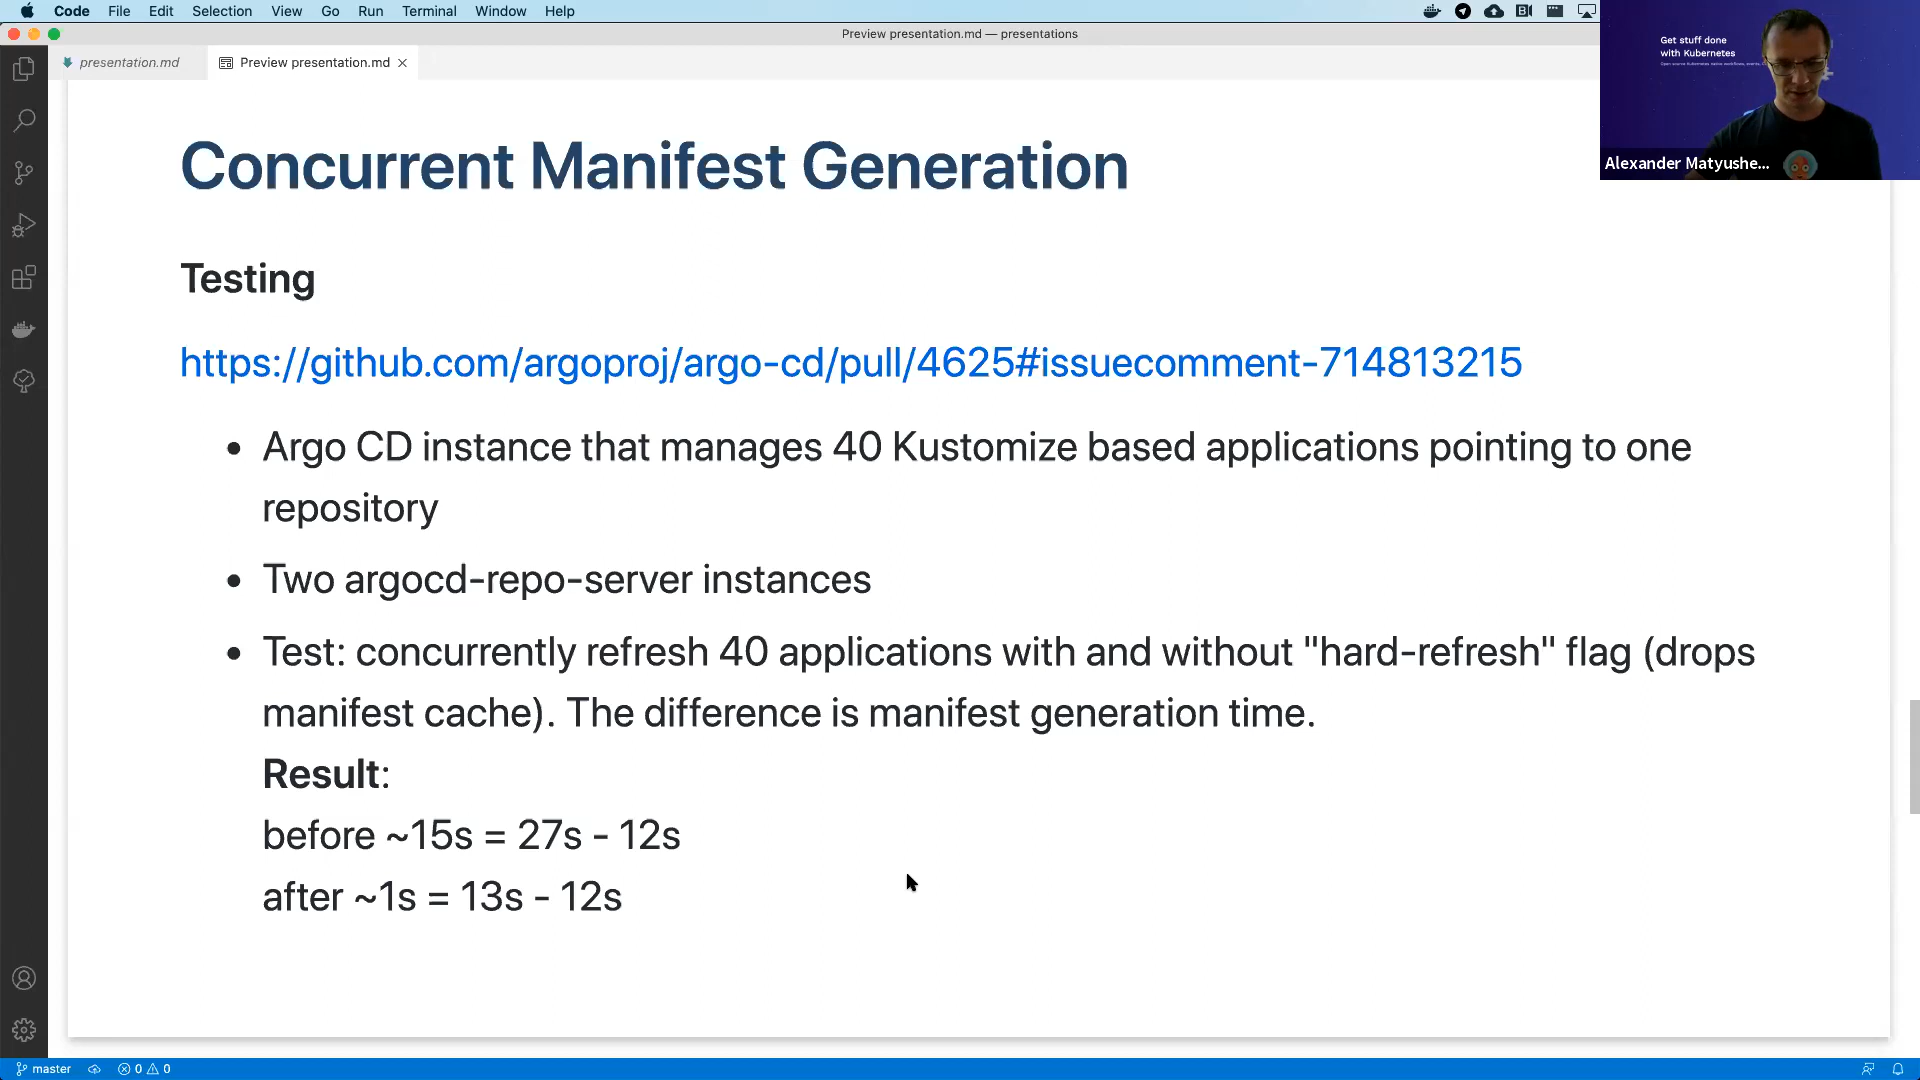 Code File Edit Selection View Go Run Terminal Window Help
Preview presentation.md — presentations
presentation.md
Preview presentation.md
Get stuff done
with Kubernetes
Alexander Matyushe...
Concurrent Manifest Generation
Testing
https://github.com/argoproj/argo-cd/pull/4625#issuecomment-714813215
• Argo CD instance that manages 40 Kustomize based applications pointing to one
repository
• Two argocd-repo-server instances
• Test: concurrently refresh 40 applications with and without "hard-refresh" flag (drops
manifest cache). The difference is manifest generation time.
Result:
before ~15s = 27s - 12s
after ~1s = 13s - 12s
master 0 0